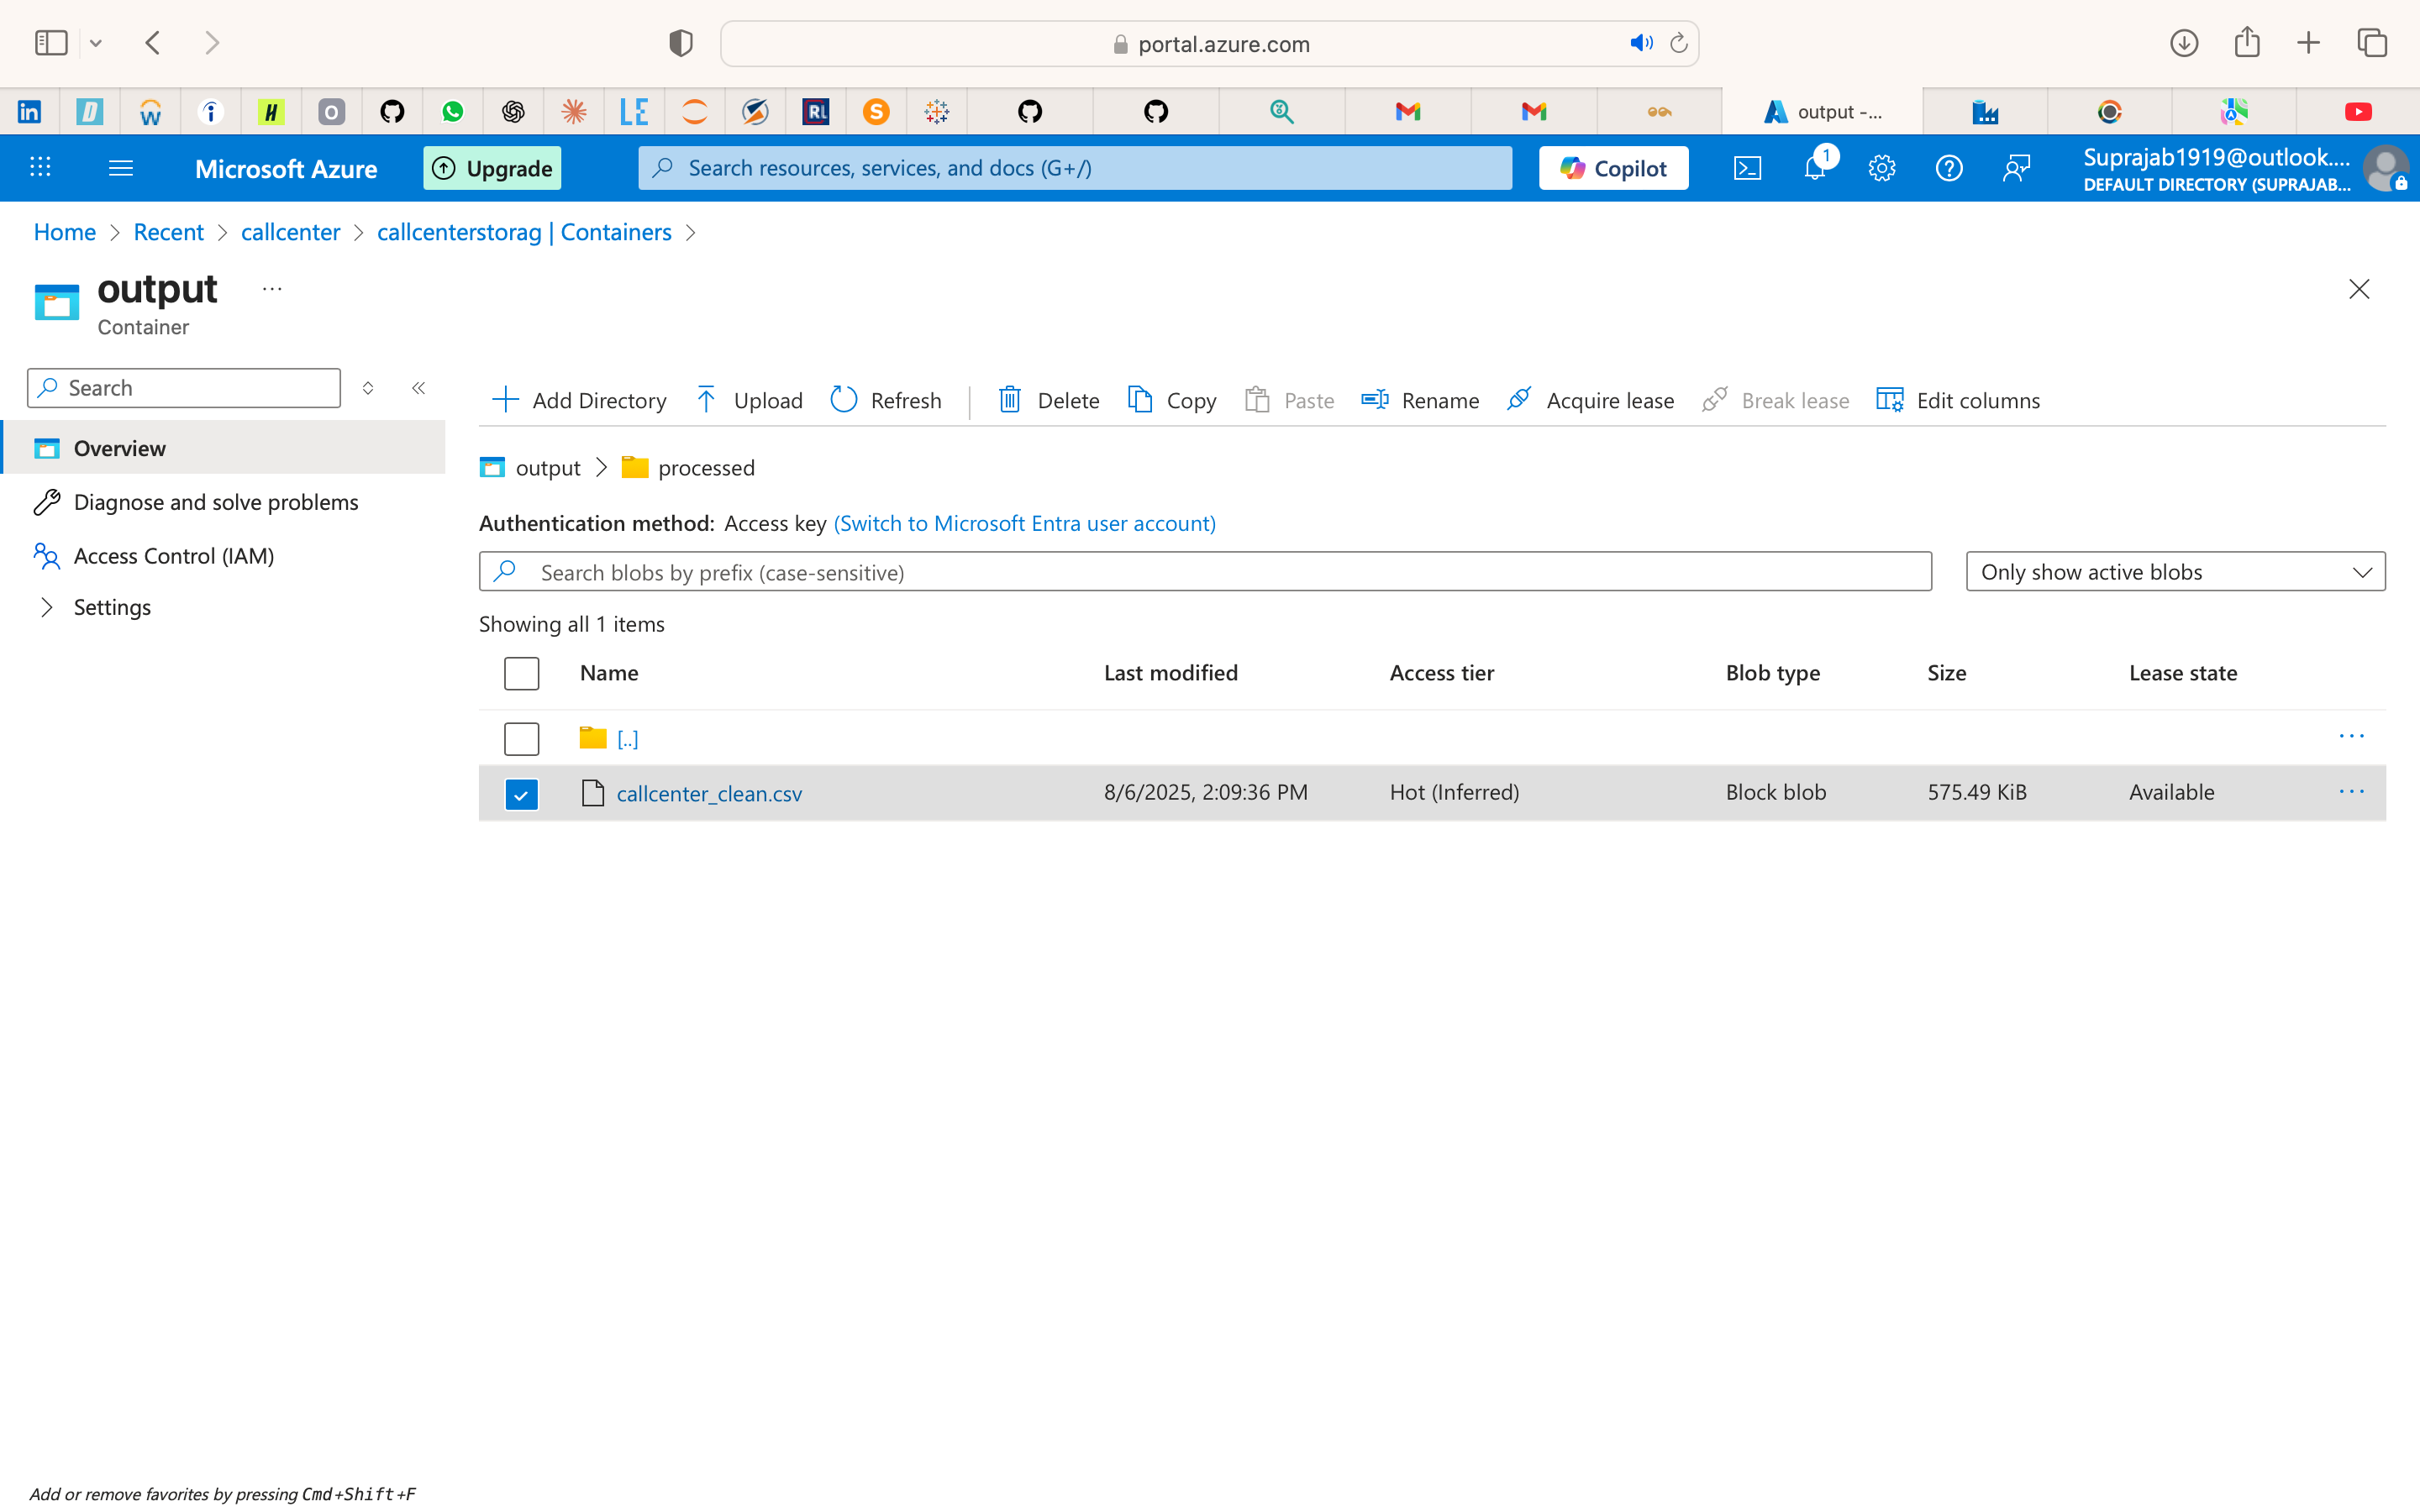 portal.azure.com
output -...
Microsoft Azure
Upgrade
Search resources, services, and docs (G+/)
Copilot
1
Suprajab1919@outlook....
DEFAULT DIRECTORY (SUPRAJAB...
Home > Recent > callcenter > callcenterstorag | Containers >
output
...
Container
Search
Overview
Diagnose and solve problems
Access Control (IAM)
Settings
Add Directory Upload Refresh Delete Copy Paste Rename Acquire lease Break lease Edit columns
output > processed
Authentication method: Access key (Switch to Microsoft Entra user account)
Search blobs by prefix (case-sensitive)
Only show active blobs
Showing all 1 items
Name Last modified Access tier Blob type Size Lease state
[..]
callcenter_clean.csv 8/6/2025, 2:09:36 PM Hot (Inferred) Block blob 575.49 KiB Available
Add or remove favorites by pressing Cmd+Shift+F